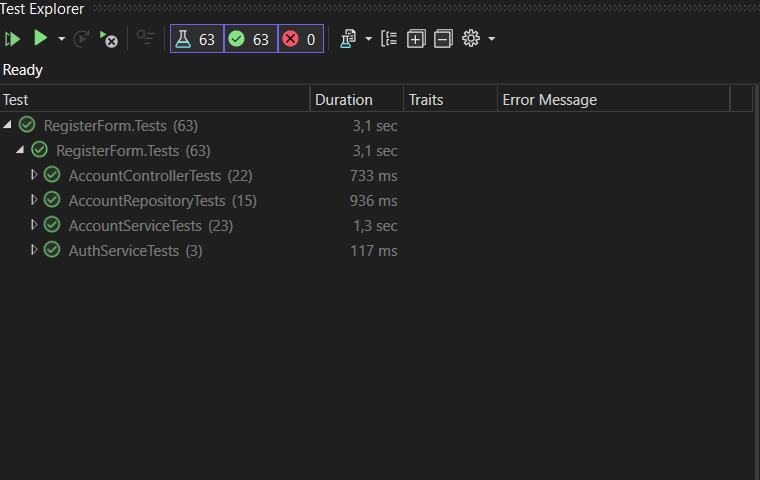 Test Explorer
63 63 0
Ready
Test Duration Traits Error Message
RegisterForm.Tests (63) 3,1 sec
RegisterForm.Tests (63) 3,1 sec
AccountControllerTests (22) 733 ms
AccountRepositoryTests (15) 936 ms
AccountServiceTests (23) 1,3 sec
AuthServiceTests (3) 117 ms